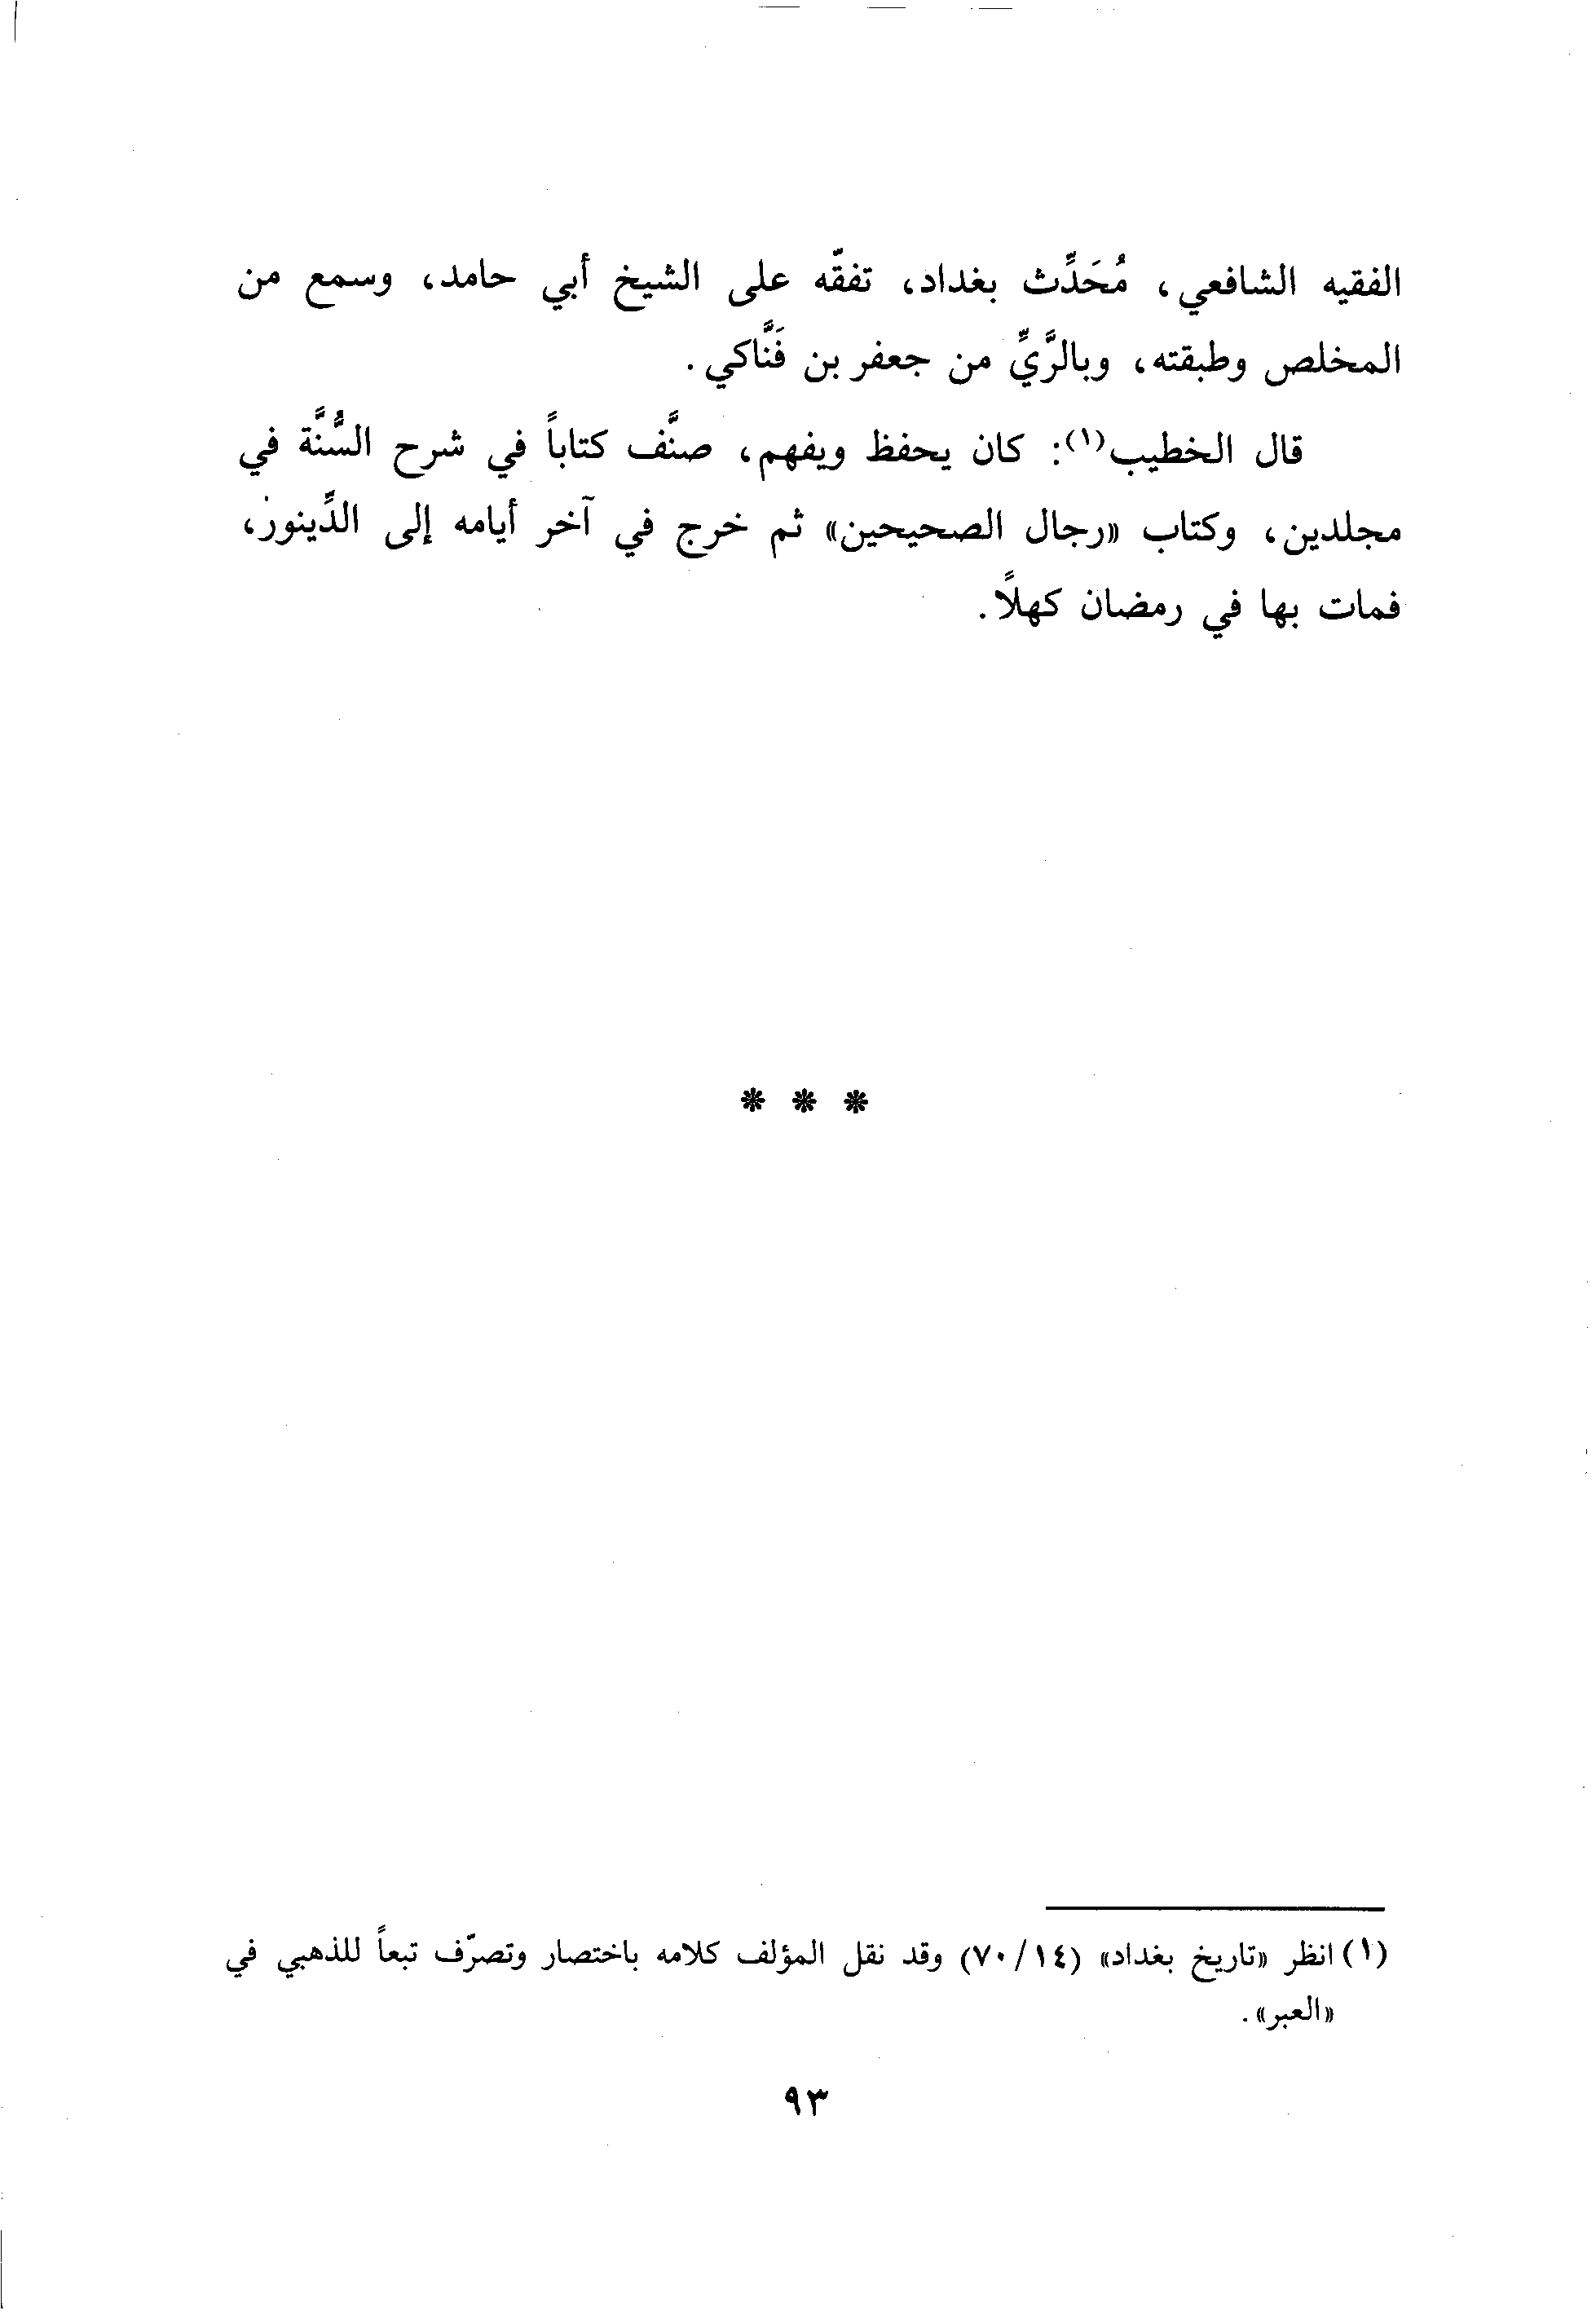 الفقيه الشافعي، مُحَدِّث بغداد، تفقّه على الشيخ أبي حامد، وسمع من
المخلص وطبقته، وبالرَّيِّ من جعفر بن فَنَّاكي.
قال الخطيب(١): كان يحفظ ويفهم، صنَّف كتاباً في شرح السُّنَّة في
مجلدين، وكتاب «رجال الصحيحين» ثم خرج في آخر أيامه إلى الدِّينور،
فمات بها في رمضان كهلاً.
* * *
(١) انظر «تاريخ بغداد» (١٤/ ٧٠) وقد نقل المؤلف كلامه باختصار وتصرّف تبعاً للذهبي في
«العبر».
٩٣